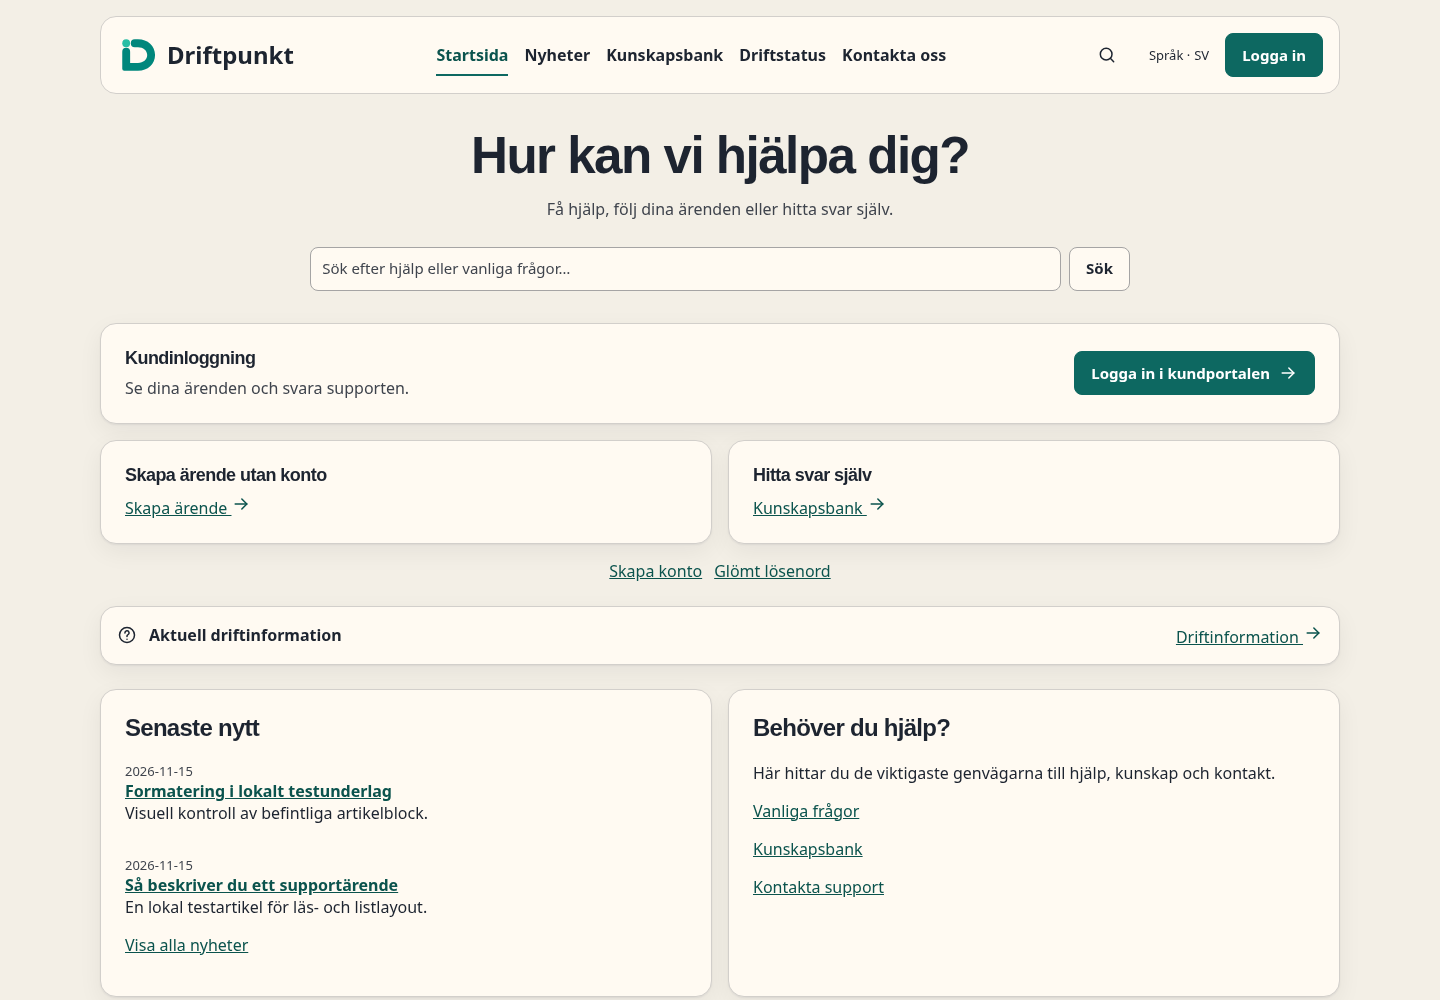 Driftpunkt
Startsida Nyheter Kunskapsbank Driftstatus Kontakta oss
Språk · SV
Logga in
Hur kan vi hjälpa dig?
Få hjälp, följ dina ärenden eller hitta svar själv.
Sök efter hjälp eller vanliga frågor...
Sök
Kundinloggning
Se dina ärenden och svara supporten.
Logga in i kundportalen
Skapa ärende utan konto
Skapa ärende
Hitta svar själv
Kunskapsbank
Skapa konto Glömt lösenord
Aktuell driftinformation
Driftinformation
Senaste nytt
2026-11-15
Formatering i lokalt testunderlag
Visuell kontroll av befintliga artikelblock.
2026-11-15
Så beskriver du ett supportärende
En lokal testartikel för läs- och listlayout.
Visa alla nyheter
Behöver du hjälp?
Här hittar du de viktigaste genvägarna till hjälp, kunskap och kontakt.
Vanliga frågor
Kunskapsbank
Kontakta support